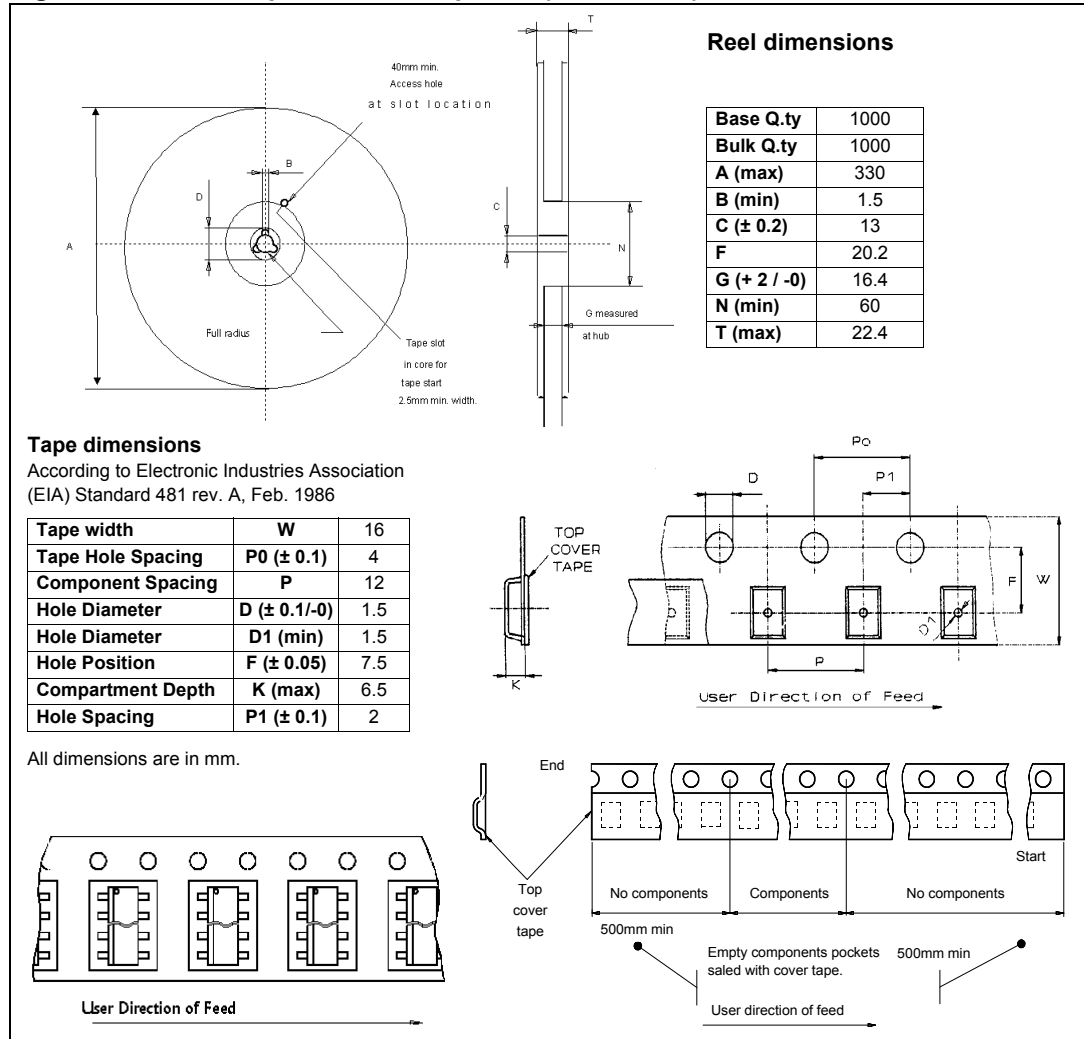 T
Reel dimensions
40mm min.
Access hole
at slot location
B
D
C
A
N
Full radius
G measured
at hub
Tape slot
in core for
tape start
2.5mm min. width.
Base Q.ty 1000
Bulk Q.ty 1000
A (max) 330
B (min) 1.5
C (± 0.2) 13
F 20.2
G (+ 2 / -0) 16.4
N (min) 60
T (max) 22.4
Tape dimensions
According to Electronic Industries Association
(EIA) Standard 481 rev. A, Feb. 1986
Tape width W 16
Tape Hole Spacing P0 (± 0.1) 4
Component Spacing P 12
Hole Diameter D (± 0.1/-0) 1.5
Hole Diameter D1 (min) 1.5
Hole Position F (± 0.05) 7.5
Compartment Depth K (max) 6.5
Hole Spacing P1 (± 0.1) 2
All dimensions are in mm.
Po
D
P1
TOP
COVER
TAPE
F
W
D1
K
P
User Direction of Feed
End
Start
Top
cover
tape
No components
Components
No components
500mm min
Empty components pockets
saled with cover tape.
500mm min
User direction of feed
User Direction of Feed